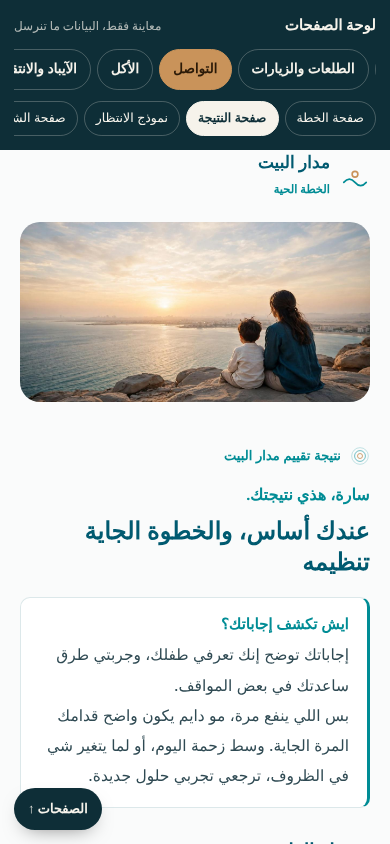 لوحة الصفحات
معاينة فقط، البيانات ما تنرسل
الطلعات والزيارات
التواصل
الأكل
الآيباد والانتق
صفحة الخطة
صفحة النتيجة
نموذج الانتظار
صفحة الش
مدار البيت
الخطة الحية
نتيجة تقييم مدار البيت
سارة، هذي نتيجتك.
عندك أساس، والخطوة الجاية
تنظيمه
ايش تكشف إجاباتك؟
إجاباتك توضح إنك تعرفي طفلك، وجربتي طرق
ساعدتك في بعض المواقف.
بس اللي ينفع مرة، مو دايم يكون واضح قدامك
المرة الجاية. وسط زحمة اليوم، أو لما يتغير شي
في الظروف، ترجعي تجربي حلول جديدة.
الصفحات ↑